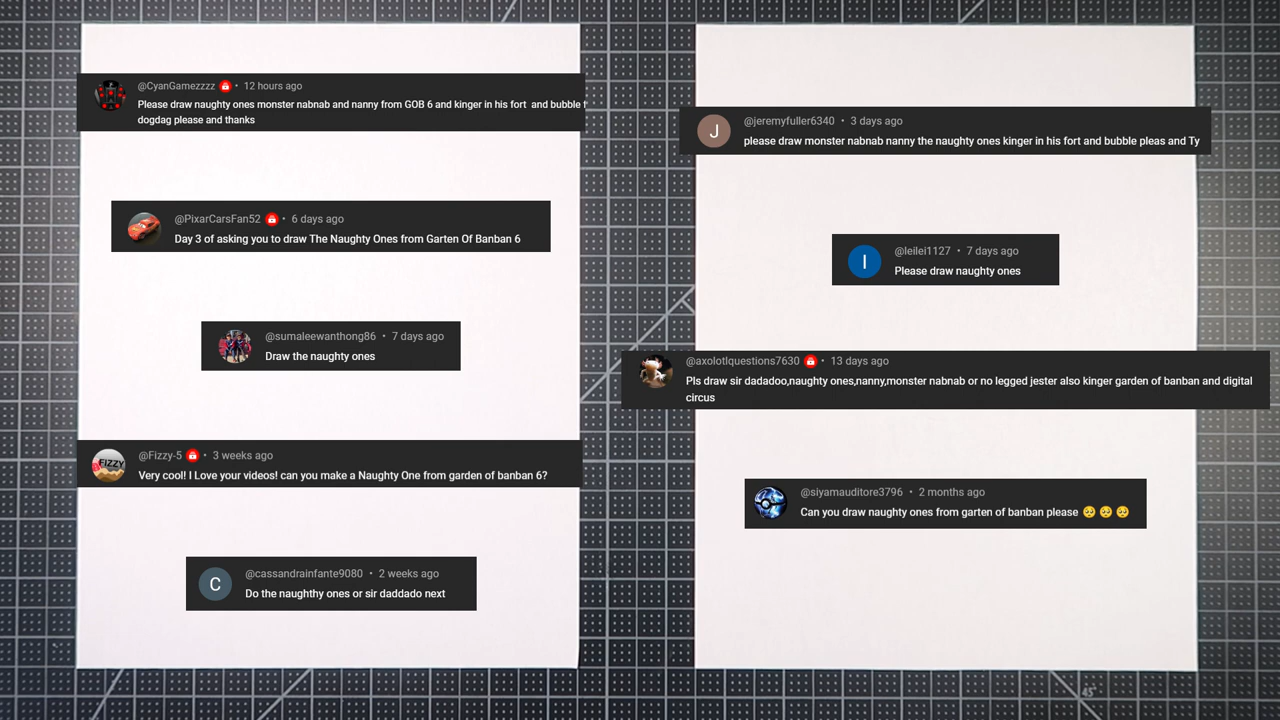 @CyanGamezzzz • 12 hours ago
Please draw naughty ones monster nabnab and nanny from GOB 6 and kinger in his fort and bubble
dogdag please and thanks
@PixarCarsFan52 • 6 days ago
Day 3 of asking you to draw The Naughty Ones from Garten Of Banban 6
@sumaleewanthong86 • 7 days ago
Draw the naughty ones
FIZZY
@Fizzy-5 • 3 weeks ago
Very cool! I Love your videos! can you make a Naughty One from garden of banban 6?
C
@cassandrainfante9080 • 2 weeks ago
Do the naughthy ones or sir daddado next
J
@jeremyfuller6340 • 3 days ago
please draw monster nabnab nanny the naughty ones kinger in his fort and bubble pleas and Ty
l
@leilei1127 • 7 days ago
Please draw naughty ones
@axolotlquestions7630 • 13 days ago
Pls draw sir dadadoo,naughty ones,nanny,monster nabnab or no legged jester also kinger garden of banban and digital
circus
@siyamauditore3796 • 2 months ago
Can you draw naughty ones from garten of banban please 🥺 🥺 🥺
45°